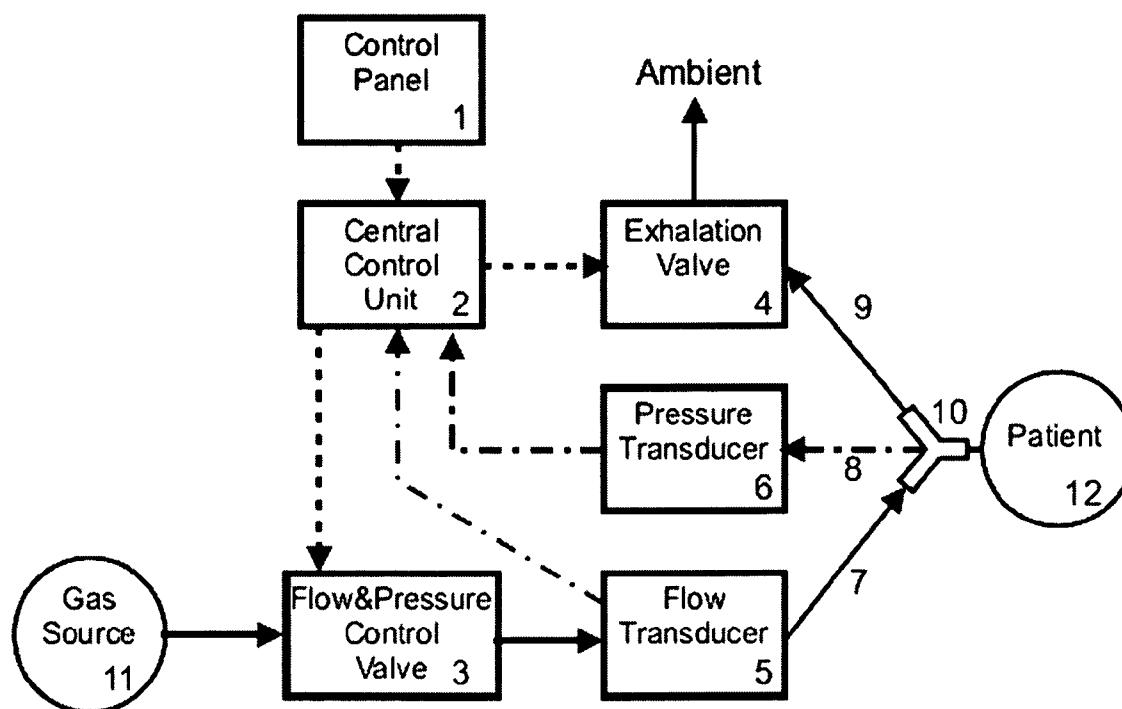 Control
Panel
1
Ambient
Central
Control
Unit
2
Exhalation
Valve
4
9
Pressure
Transducer
6
8
10
Patient
12
7
Gas
Source
11
Flow&Pressure
Control
Valve
3
Flow
Transducer
5